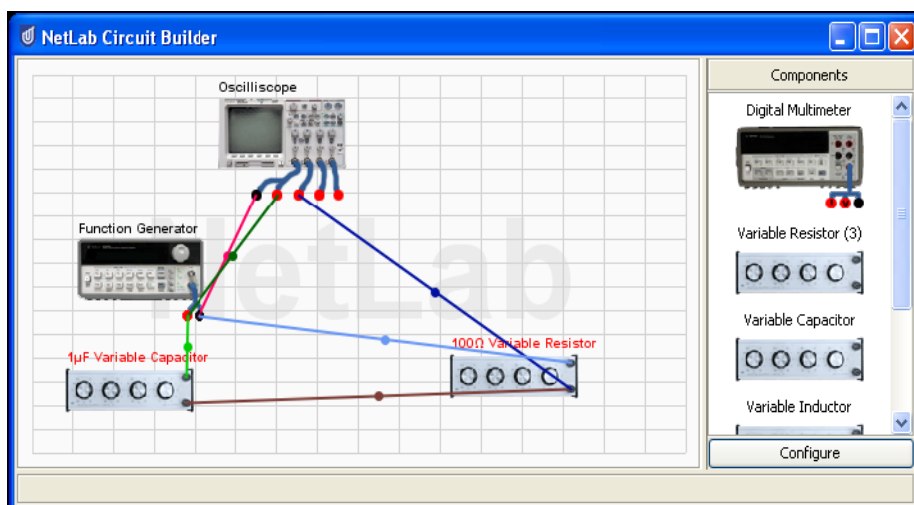 NetLab Circuit Builder
Oscilliscope
Function Generator
NetLab
1µF Variable Capacitor
100Ω Variable Resistor
Components
Digital Multimeter
Variable Resistor (3)
Variable Capacitor
Variable Inductor
Configure